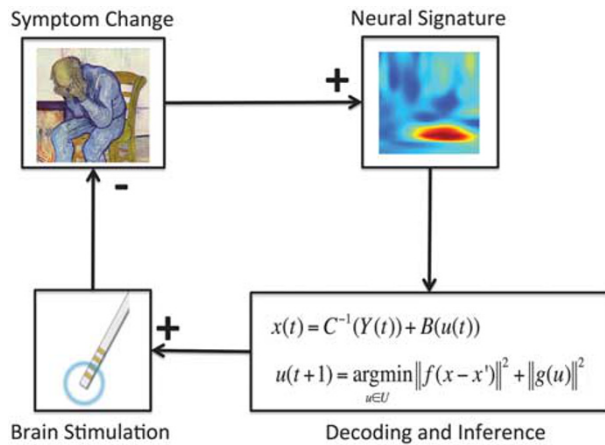 Symptom Change
Neural Signature
+
-
+
x(t) = C⁻¹(Y(t)) + B(u(t))
u(t+1) = argmin‖f(x − x')‖² + ‖g(u)‖²
u∈U
Brain Stimulation
Decoding and Inference